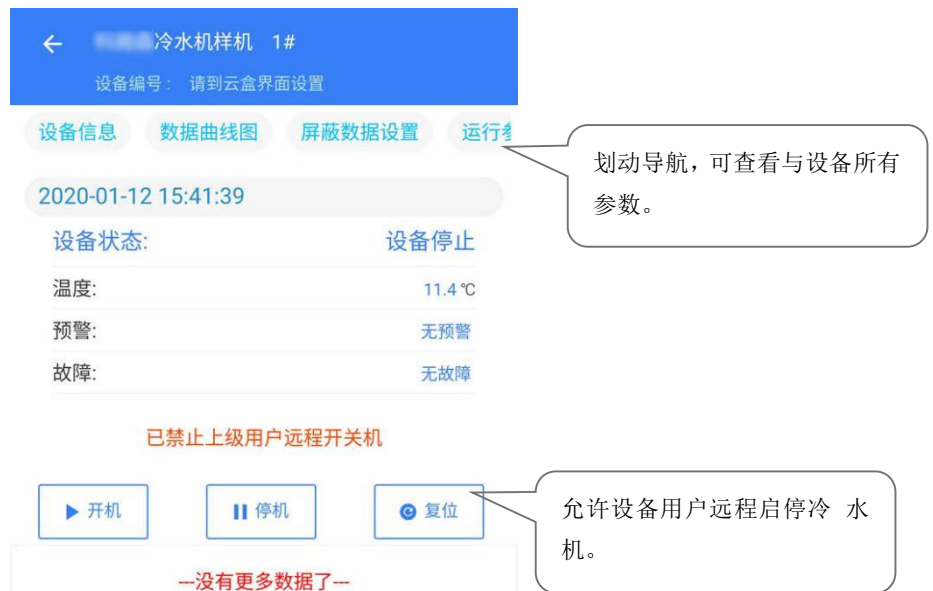 冷水机样机 1#
设备编号： 请到云盒界面设置
设备信息 数据曲线图 屏蔽数据设置 运行
划动导航，可查看与设备所有
参数。
2020-01-12 15:41:39
设备状态: 设备停止
温度: 11.4 ℃
预警: 无预警
故障: 无故障
已禁止上级用户远程开关机
开机 停机 复位
允许设备用户远程启停冷 水
机。
---没有更多数据了---